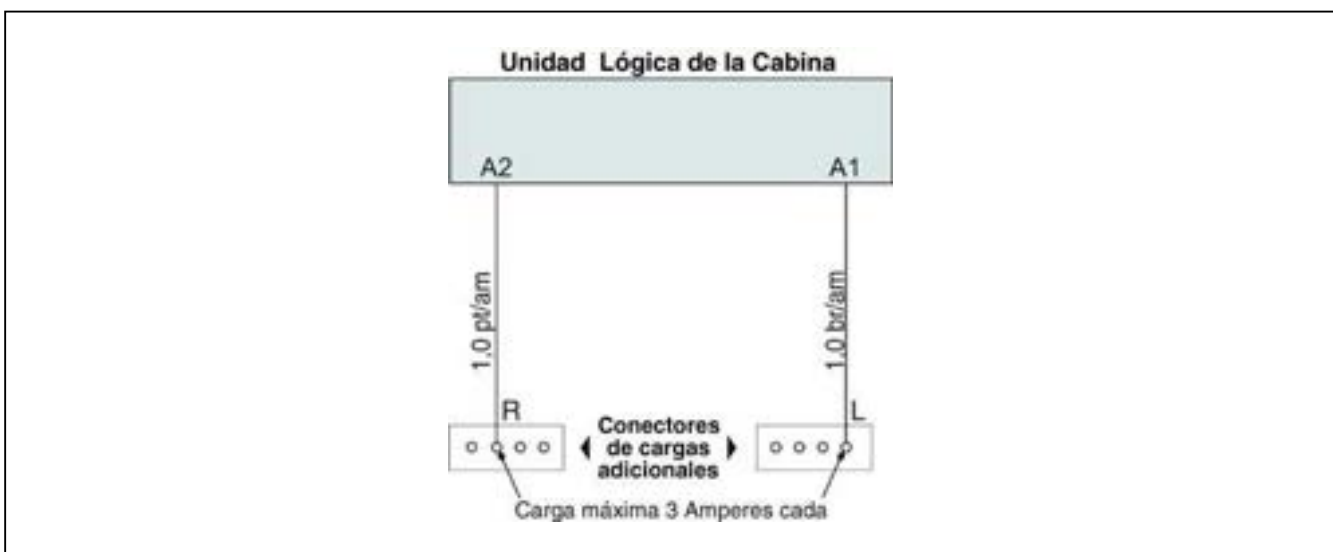 Unidad Lógica de la Cabina
A2
A1
1.0 pt/am
1.0 br/am
R
L
Conectores
de cargas
adicionales
Carga máxima 3 Amperes cada